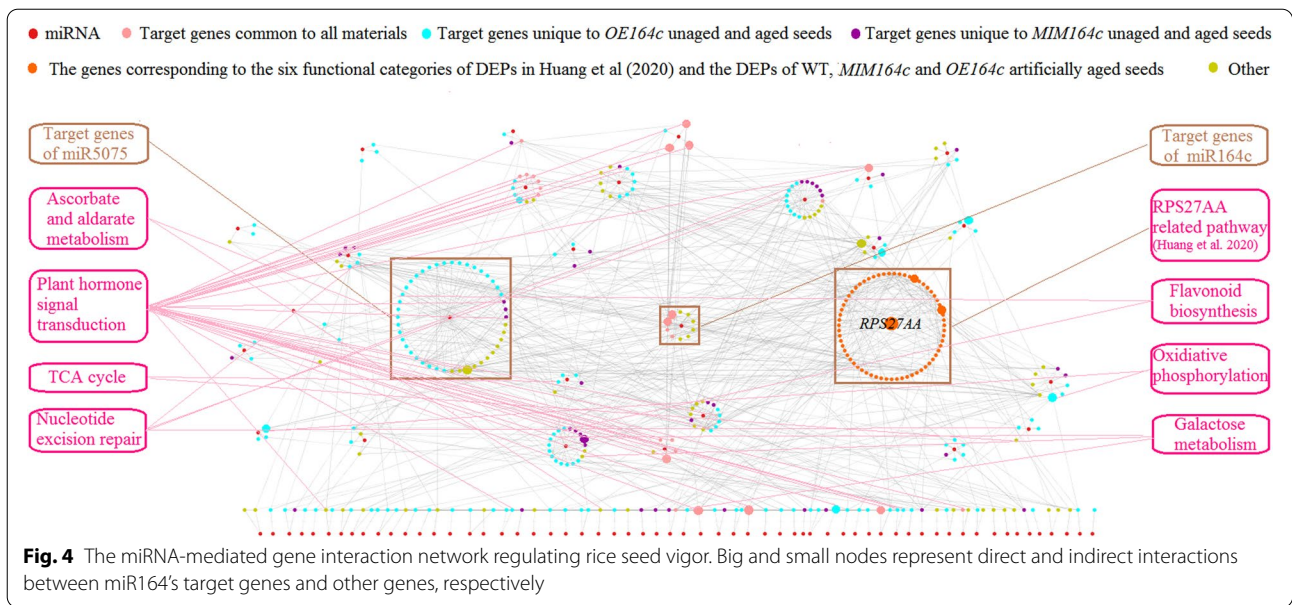 miRNA Target genes common to all materials Target genes unique to OE164c unaged and aged seeds Target genes unique to MIM164c unaged and aged seeds
The genes corresponding to the six functional categories of DEPs in Huang et al (2020) and the DEPs of WT, MIM164c and OE164c artificially aged seeds Other
Target genes
of miR5075
Ascorbate
and aldarate
metabolism
Plant hormone
signal
transduction
TCA cycle
Nucleotide
excision repair
RPS27AA
Target genes
of miR164c
RPS27AA
related pathway
(Huang et al. 2020)
Flavonoid
biosynthesis
Oxidiative
phosphorylation
Galactose
metabolism
Fig. 4 The miRNA-mediated gene interaction network regulating rice seed vigor. Big and small nodes represent direct and indirect interactions
between miR164's target genes and other genes, respectively